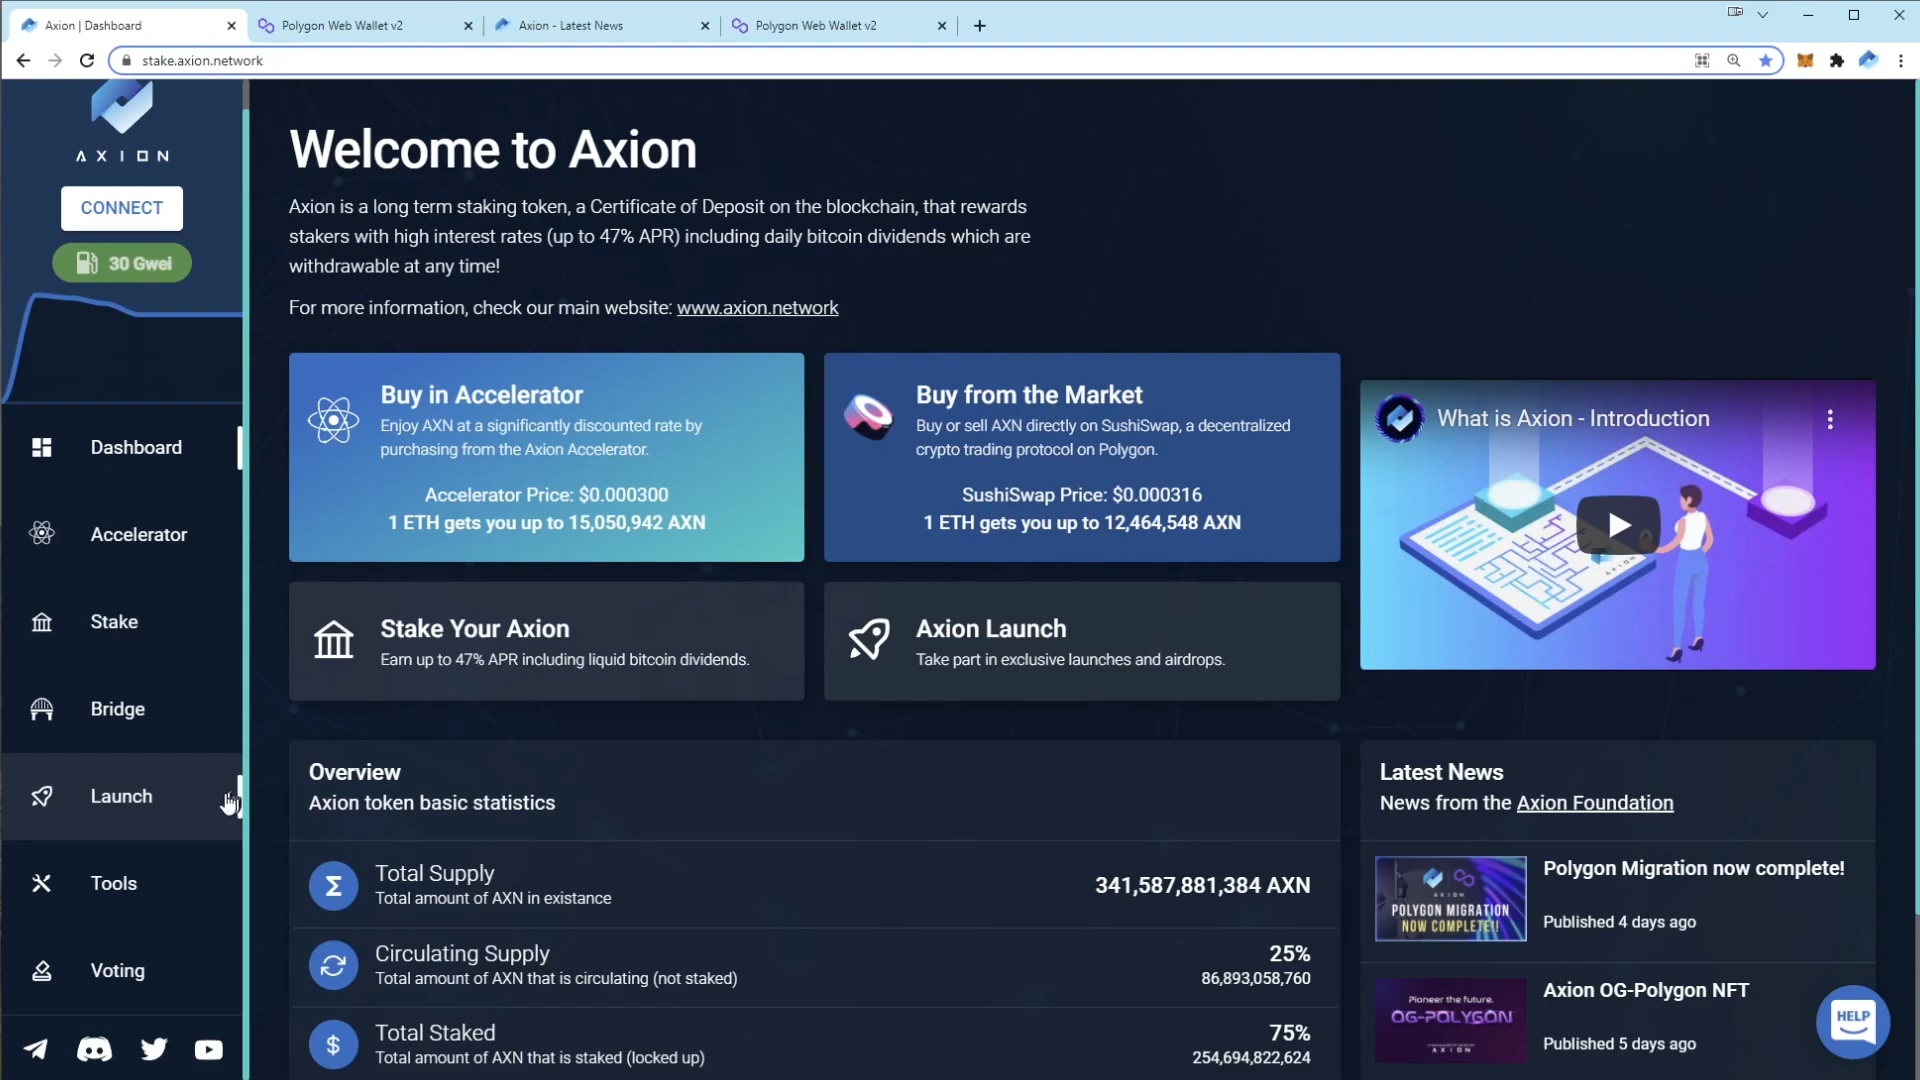 Axion | Dashboard
Polygon Web Wallet v2
Axion - Latest News
Polygon Web Wallet v2
stake.axion.network
AXION
CONNECT
30 Gwei
Dashboard
Accelerator
Stake
Bridge
Launch
Tools
Voting
Welcome to Axion
Axion is a long term staking token, a Certificate of Deposit on the blockchain, that rewards
stakers with high interest rates (up to 47% APR) including daily bitcoin dividends which are
withdrawable at any time!
For more information, check our main website: www.axion.network
Buy in Accelerator
Enjoy AXN at a significantly discounted rate by
purchasing from the Axion Accelerator.
Accelerator Price: $0.000300
1 ETH gets you up to 15,050,942 AXN
Buy from the Market
Buy or sell AXN directly on SushiSwap, a decentralized
crypto trading protocol on Polygon.
SushiSwap Price: $0.000316
1 ETH gets you up to 12,464,548 AXN
What is Axion - Introduction
Stake Your Axion
Earn up to 47% APR including liquid bitcoin dividends.
Axion Launch
Take part in exclusive launches and airdrops.
Overview
Axion token basic statistics
Total Supply
Total amount of AXN in existance
341,587,881,384 AXN
Circulating Supply
Total amount of AXN that is circulating (not staked)
25%
86,893,058,760
Total Staked
Total amount of AXN that is staked (locked up)
75%
254,694,822,624
Latest News
News from the Axion Foundation
AXION
POLYGON MIGRATION
NOW COMPLETE!!
Polygon Migration now complete!
Published 4 days ago
Pioneer the future.
OG-POLYGON
AXION
Axion OG-Polygon NFT
Published 5 days ago
HELP